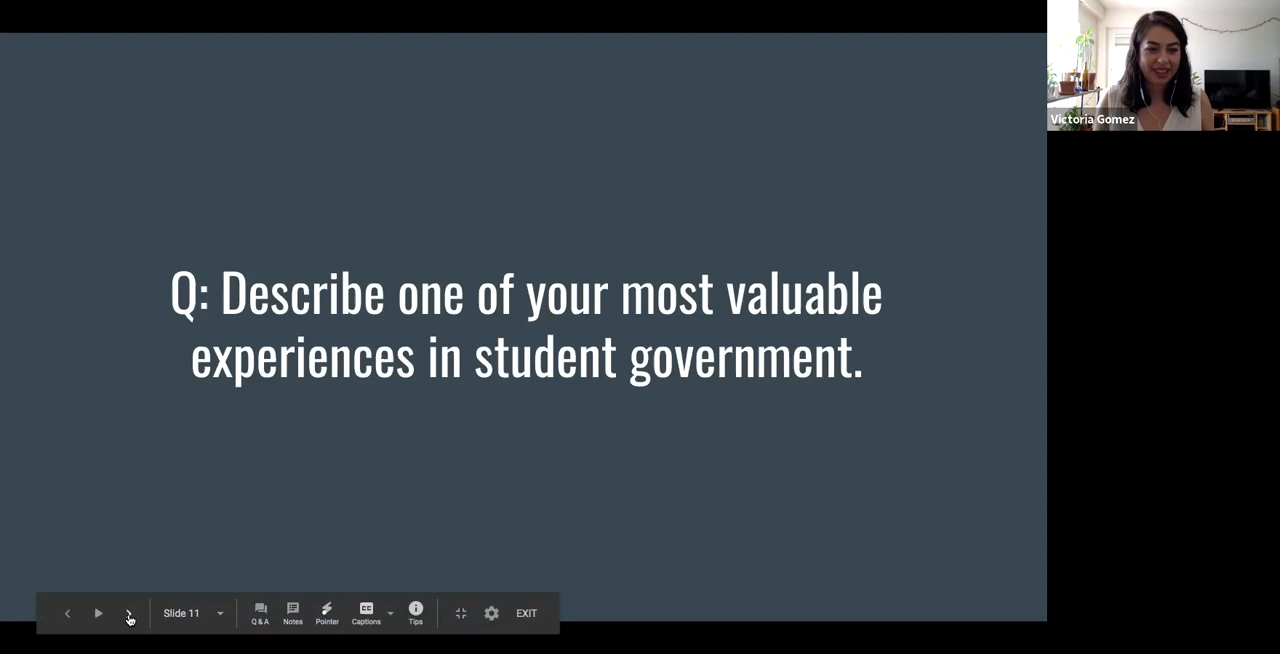 Victoria Gomez
Q: Describe one of your most valuable
experiences in student government.
Slide 11
Q & A
Notes
Pointer
CC
Captions
Tips
EXIT